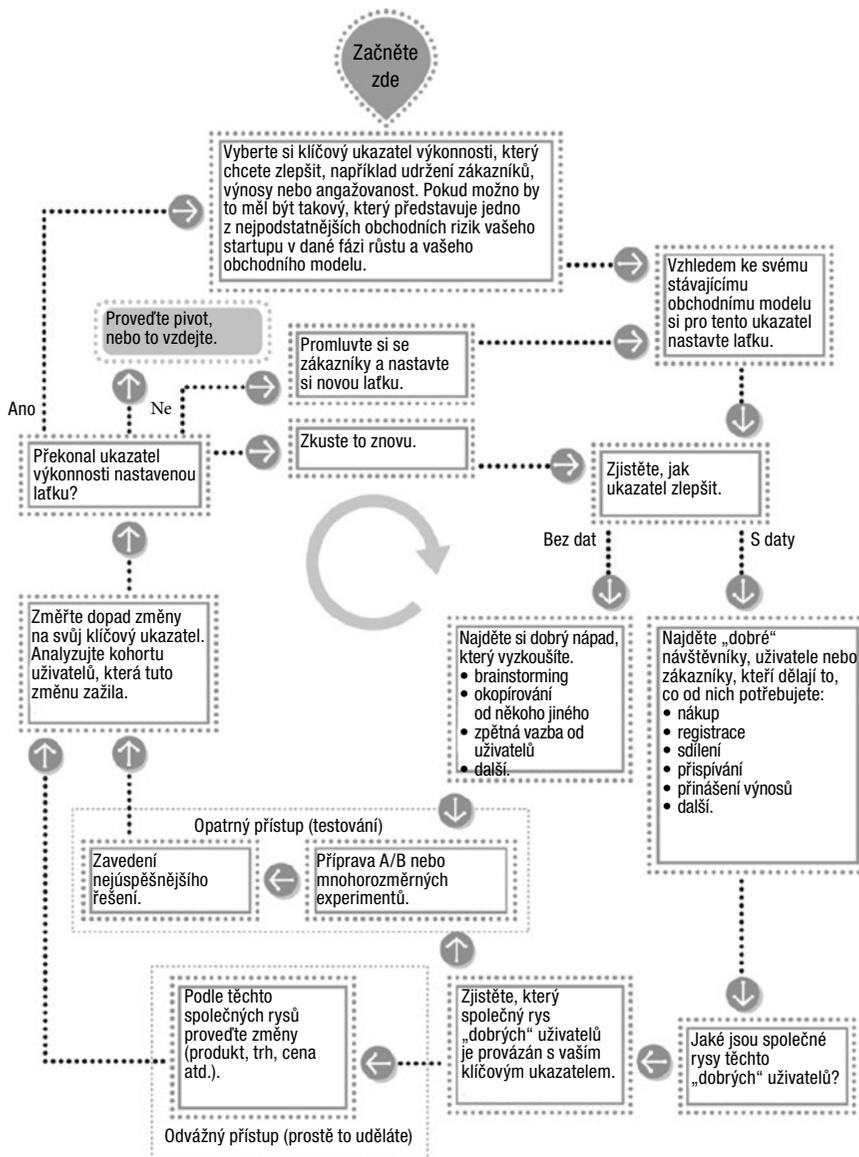 Začněte
zde
Vyberte si klíčový ukazatel výkonnosti, který
chcete zlepšit, například udržení zákazníků,
výnosy nebo angažovanost. Pokud možno by
to měl být takový, který představuje jedno
z nejpodstatnějších obchodních rizik vašeho
startupu v dané fázi růstu a vašeho
obchodního modelu.
Vzhledem ke svému
stávajícímu
obchodnímu modelu
si pro tento ukazatel
nastavte laťku.
Proveďte pivot,
nebo to vzdejte.
Promluvte si se
zákazníky a nastavte
si novou laťku.
Ano
Ne
Zkuste to znovu.
Překonal ukazatel
výkonnosti nastavenou
laťku?
Zjistěte, jak
ukazatel zlepšit.
Bez dat
S daty
Změřte dopad změny
na svůj klíčový ukazatel.
Analyzujte kohortu
uživatelů, která tuto
změnu zažila.
Najděte si dobrý nápad,
který vyzkoušíte.
• brainstorming
• okopírování
od někoho jiného
• zpětná vazba od
uživatelů
• další.
Najděte „dobré“
návštěvníky, uživatele nebo
zákazníky, kteří dělají to,
co od nich potřebujete:
• nákup
• registrace
• sdílení
• přispívání
• přinášení výnosů
• další.
Opatrný přístup (testování)
Zavedení
nejúspěšnějšího
řešení.
Příprava A/B nebo
mnohorozměrných
experimentů.
Podle těchto
společných rysů
proveďte změny
(produkt, trh, cena
atd.).
Zjistěte, který
společný rys
„dobrých“ uživatelů
je provázán s vaším
klíčovým ukazatelem.
Jaké jsou společné
rysy těchto
„dobrých“ uživatelů?
Odvážný přístup (prostě to uděláte)